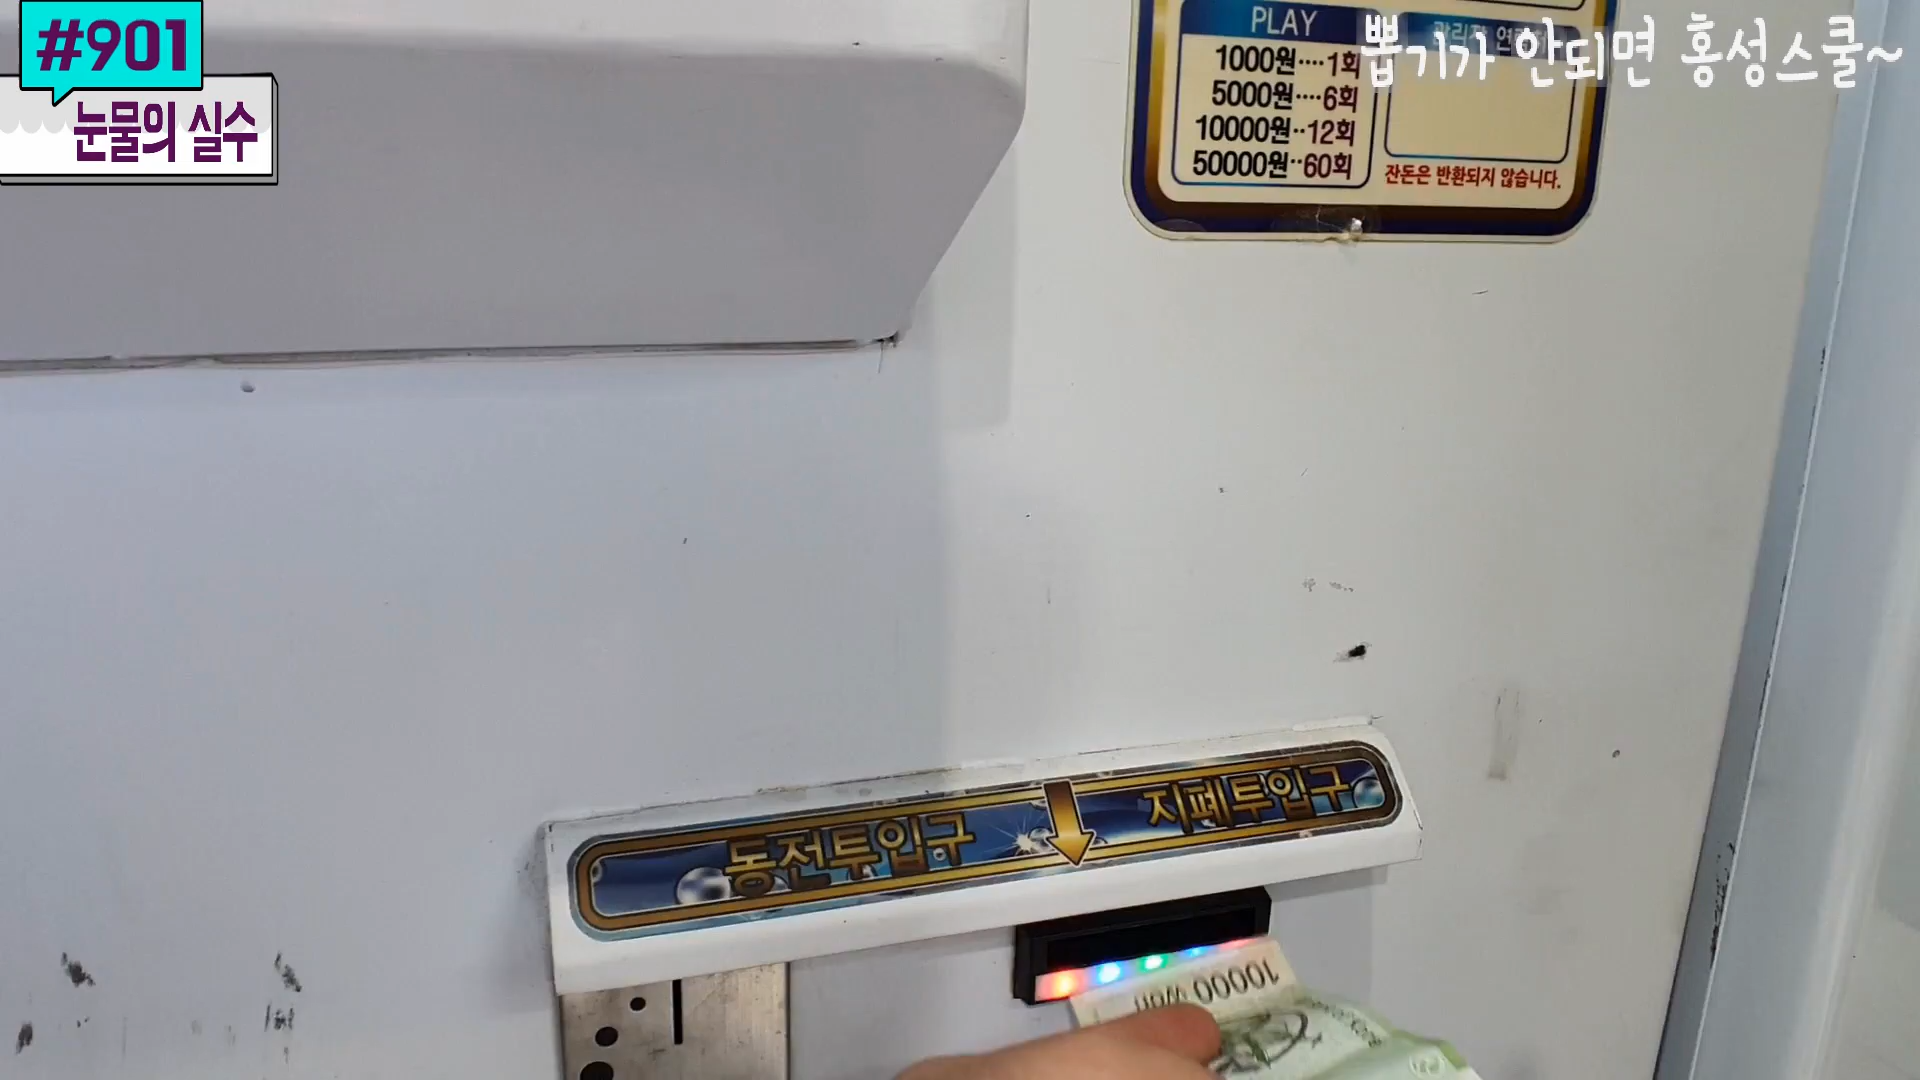 #901
눈물의 실수
뽑기가 안되면 홍성스쿨~
PLAY
1000원····1회
5000원····6회
10000원··12회
50000원··60회
잔돈은 반환되지 않습니다.
동전투입구
지폐투입구
10000 won